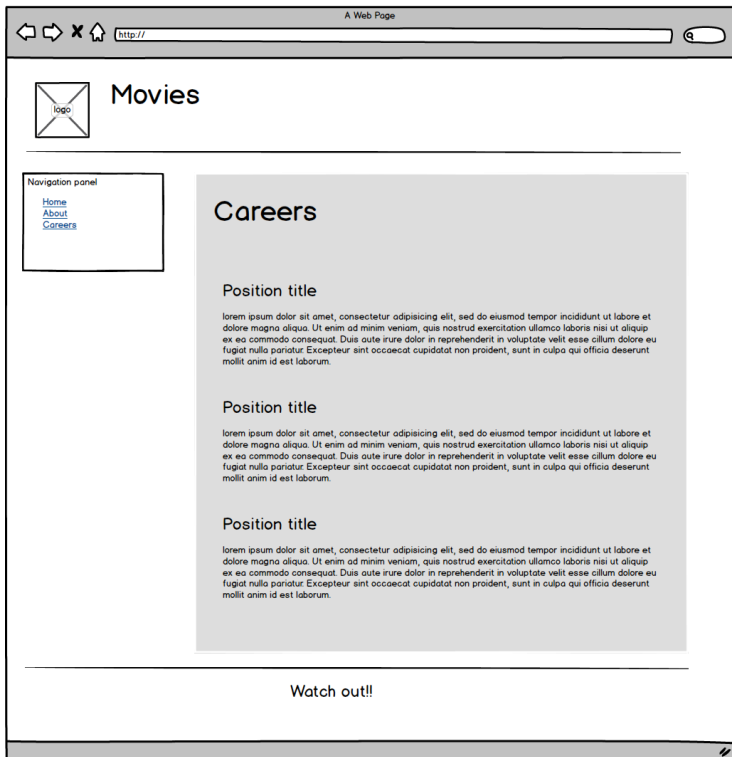 A Web Page
http://
logo
Movies
Navigation panel
Home
About
Careers
Careers
Position title
lorem ipsum dolor sit amet, consectetur adipisicing elit, sed do eiusmod tempor incididunt ut labore et
dolore magna aliqua. Ut enim ad minim veniam, quis nostrud exercitation ullamco laboris nisi ut aliquip
ex ea commodo consequat. Duis aute irure dolor in reprehenderit in voluptate velit esse cillum dolore eu
fugiat nulla pariatur. Excepteur sint occaecat cupidatat non proident, sunt in culpa qui officia deserunt
mollit anim id est laborum.
Position title
lorem ipsum dolor sit amet, consectetur adipisicing elit, sed do eiusmod tempor incididunt ut labore et
dolore magna aliqua. Ut enim ad minim veniam, quis nostrud exercitation ullamco laboris nisi ut aliquip
ex ea commodo consequat. Duis aute irure dolor in reprehenderit in voluptate velit esse cillum dolore eu
fugiat nulla pariatur. Excepteur sint occaecat cupidatat non proident, sunt in culpa qui officia deserunt
mollit anim id est laborum.
Position title
lorem ipsum dolor sit amet, consectetur adipisicing elit, sed do eiusmod tempor incididunt ut labore et
dolore magna aliqua. Ut enim ad minim veniam, quis nostrud exercitation ullamco laboris nisi ut aliquip
ex ea commodo consequat. Duis aute irure dolor in reprehenderit in voluptate velit esse cillum dolore eu
fugiat nulla pariatur. Excepteur sint occaecat cupidatat non proident, sunt in culpa qui officia deserunt
mollit anim id est laborum.
Watch out!!